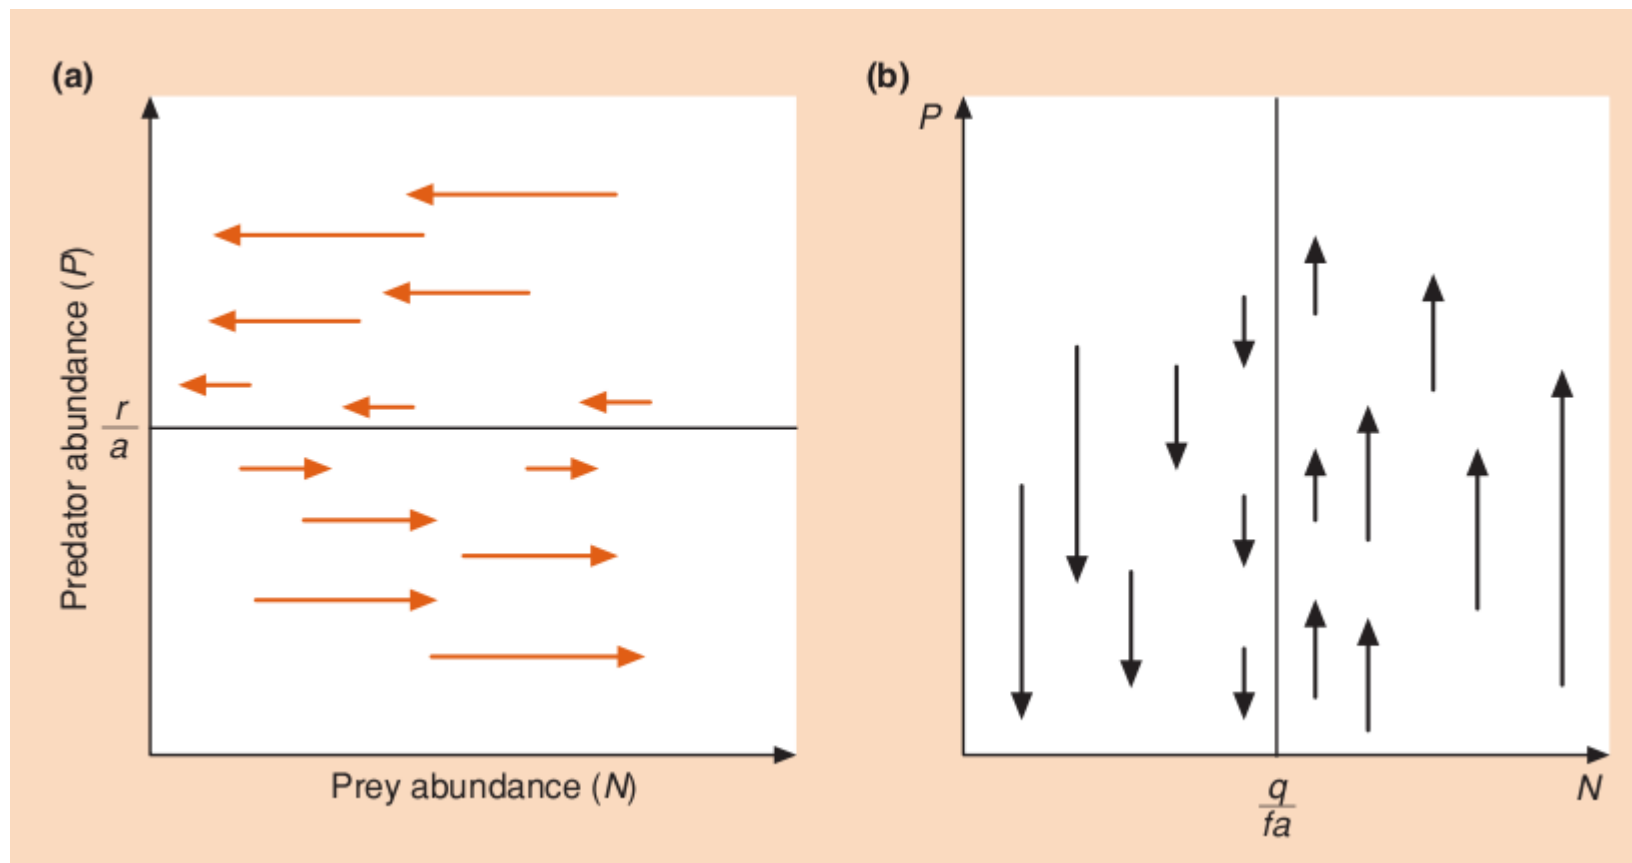 (a)
Predator abundance (P)
r
a
Prey abundance (N)
(b)
P
q
fa
N